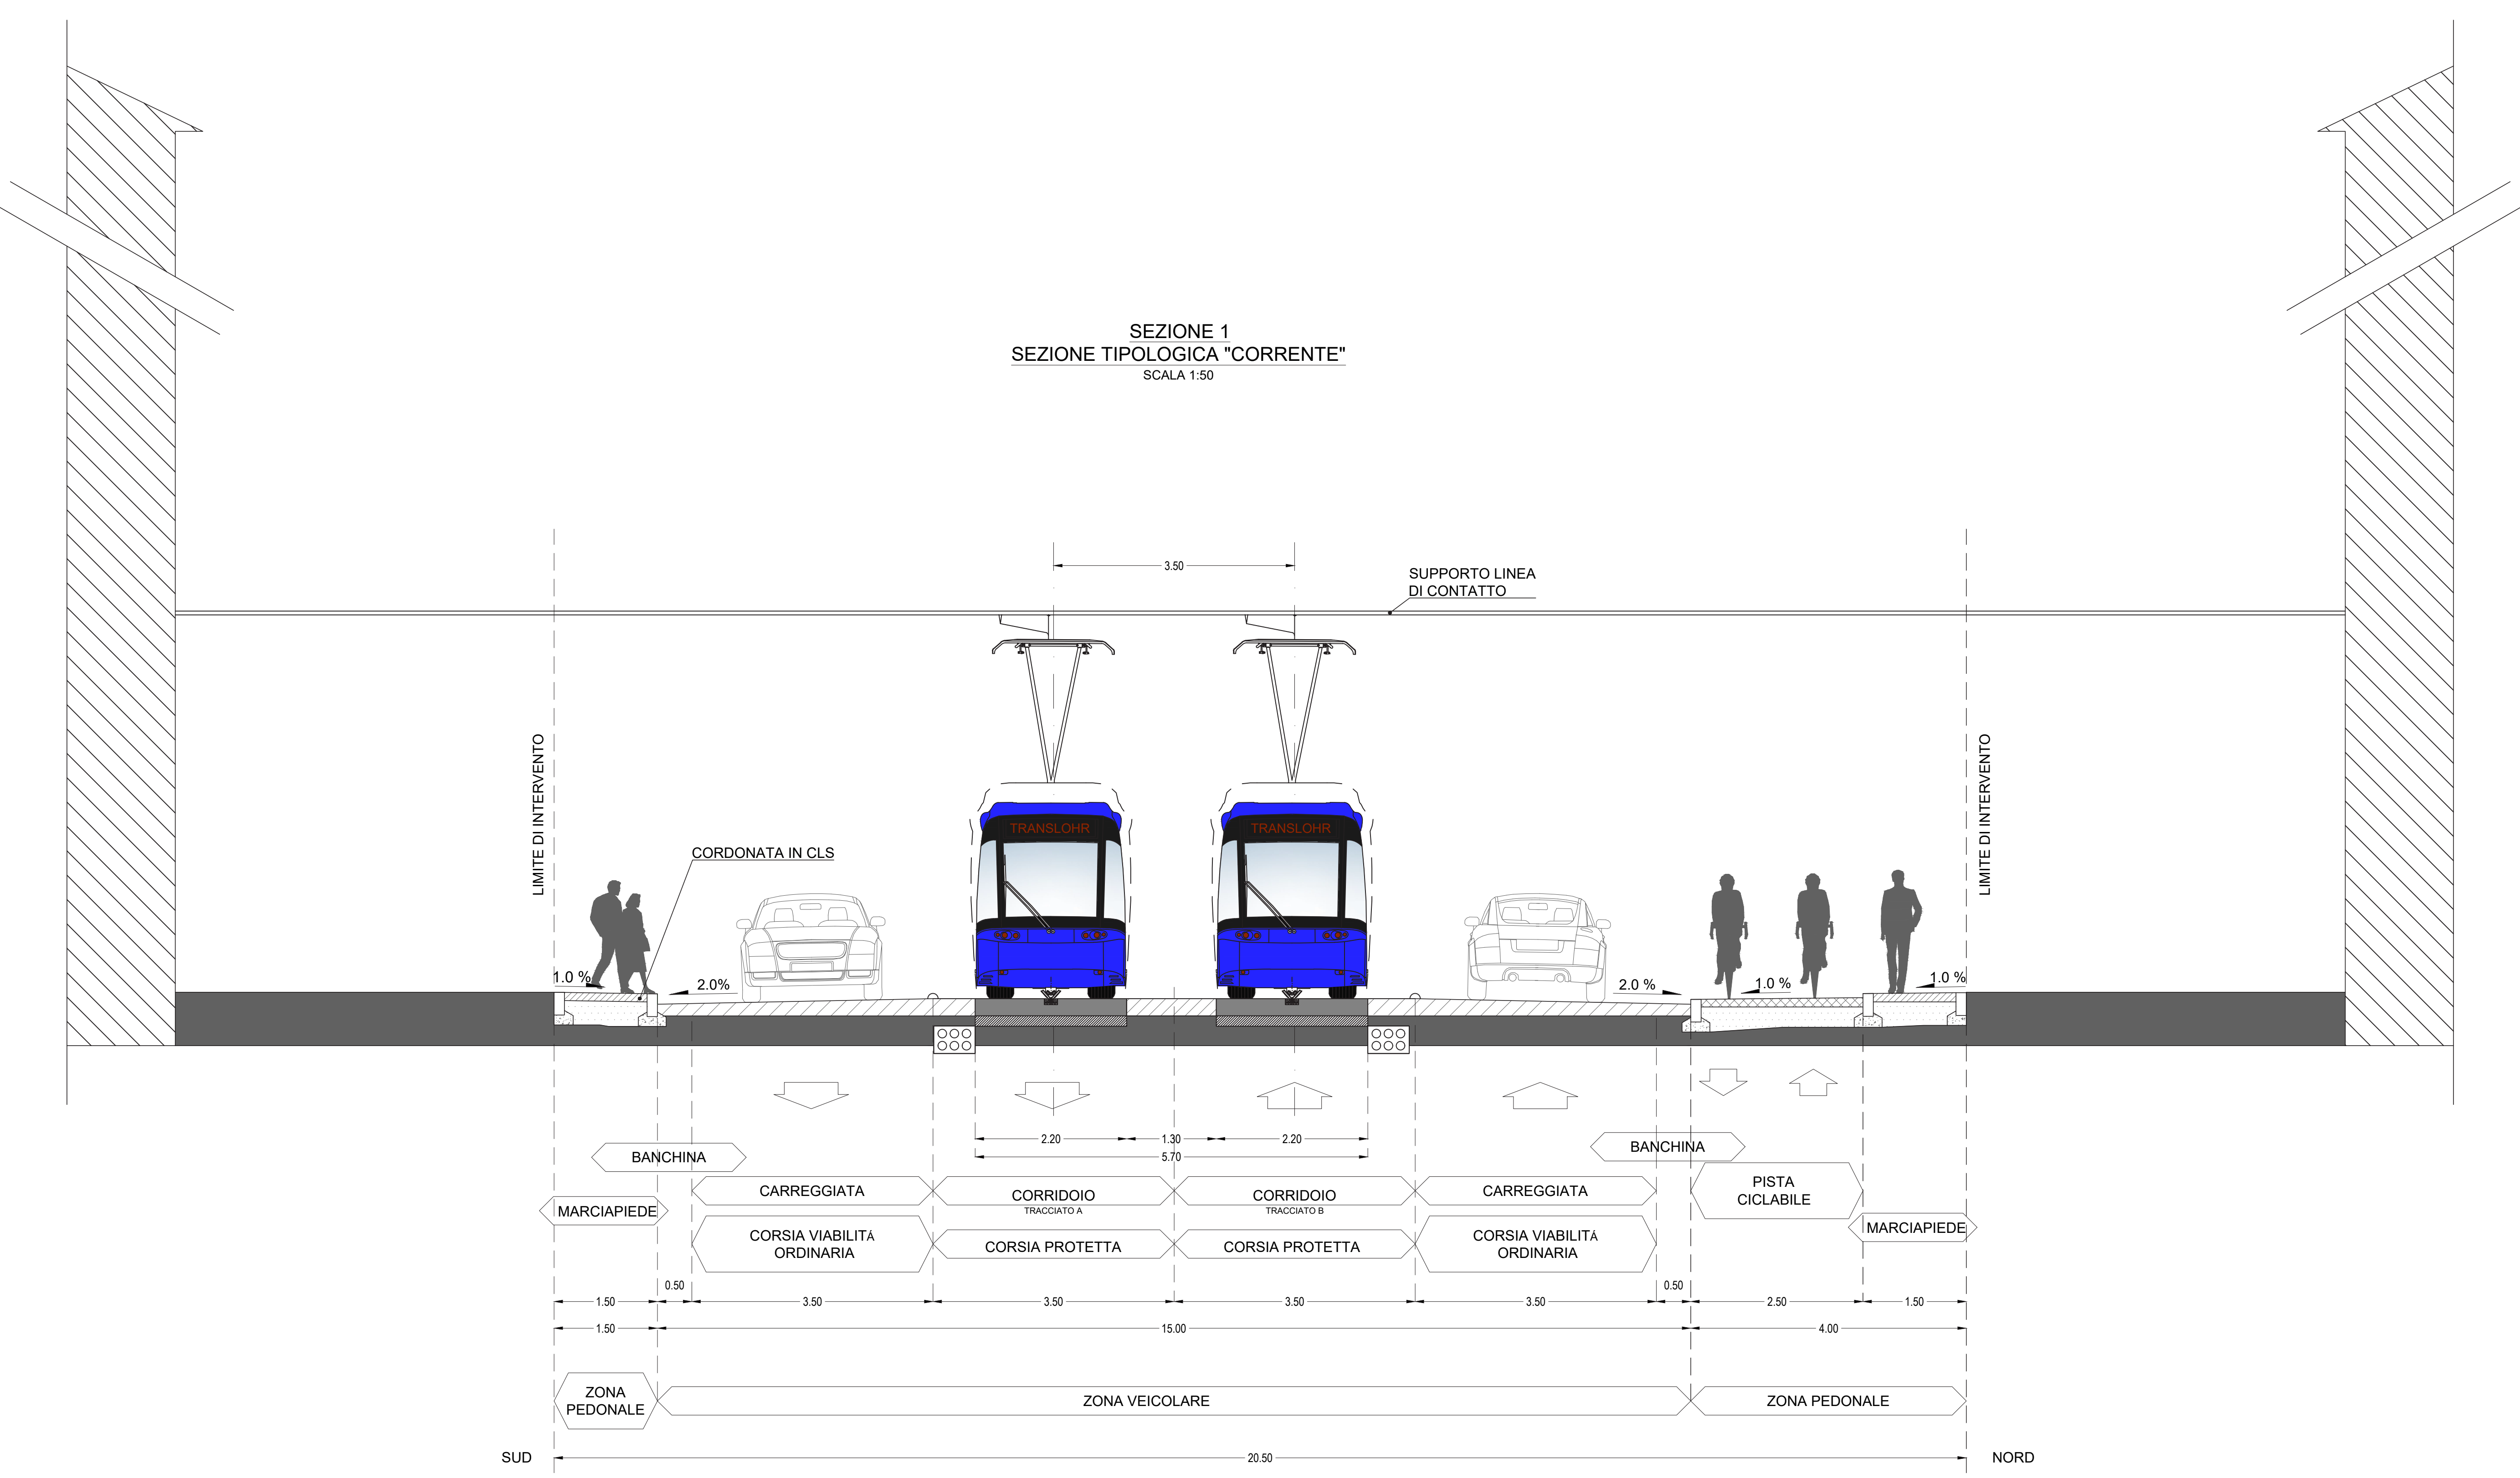 SEZIONE 1
SEZIONE TIPOLOGICA "CORRENTE"
SCALA 1:50
3.50
SUPPORTO LINEA
DI CONTATTO
LIMITE DI INTERVENTO
LIMITE DI INTERVENTO
TRANSLOHR
TRANSLOHR
CORDONATA IN CLS
1.0 %
2.0%
2.0 %
1.0 %
1.0 %
2.20
1.30
2.20
5.70
BANCHINA
BANCHINA
MARCIAPIEDE
CARREGGIATA
CORRIDOIO
TRACCIATO A
CORRIDOIO
TRACCIATO B
CARREGGIATA
PISTA
CICLABILE
MARCIAPIEDE
CORSIA VIABILITÁ
ORDINARIA
CORSIA PROTETTA
CORSIA PROTETTA
CORSIA VIABILITÁ
ORDINARIA
1.50
0.50
3.50
3.50
3.50
3.50
0.50
2.50
1.50
1.50
15.00
4.00
ZONA
PEDONALE
ZONA VEICOLARE
ZONA PEDONALE
SUD
20.50
NORD